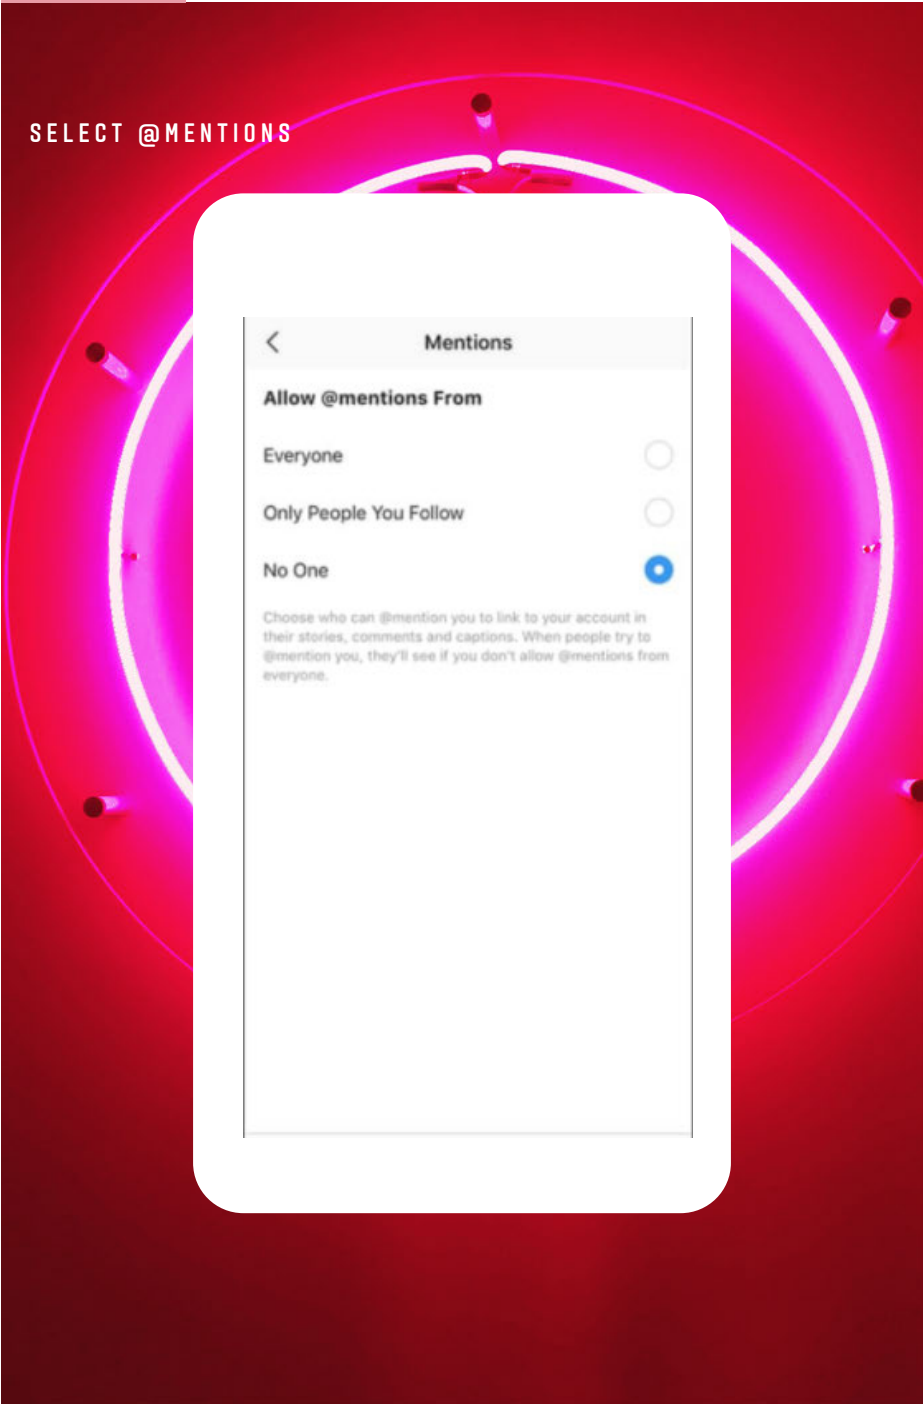 SELECT @MENTIONS
Mentions
Allow @mentions From
Everyone
Only People You Follow
No One
Choose who can @mention you to link to your account in
their stories, comments and captions. When people try to
@mention you, they'll see if you don't allow @mentions from
everyone.